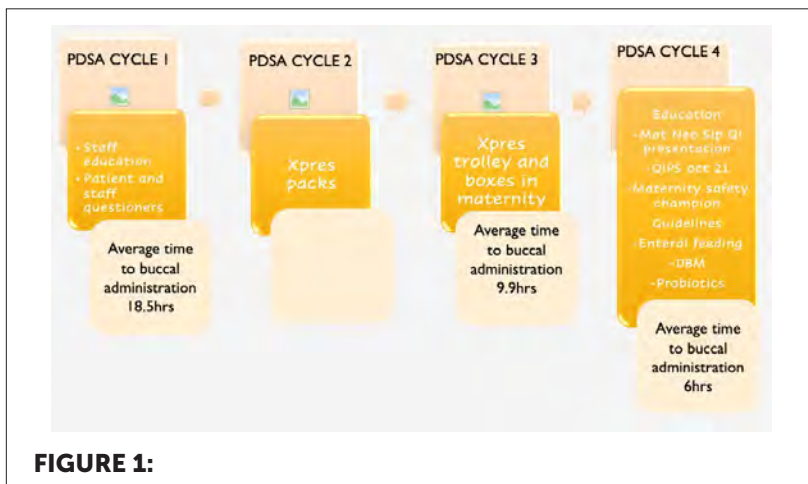 PDSA CYCLE 1
• Staff
education
• Patient and
staff
questioners
Average time
to buccal
administration
18.5hrs
PDSA CYCLE 2
Xpres
packs
PDSA CYCLE 3
Xpres
trolley and
boxes in
maternity
Average time
to buccal
administration
9.9hrs
PDSA CYCLE 4
Education
-Mat Neo Sip QI
presentation
-QIPS oct 21
-Maternity safety
champion
Guidelines
-Enteral feeding
-DBM
-Probiotics
Average time
to buccal
administration
6hrs
FIGURE 1: